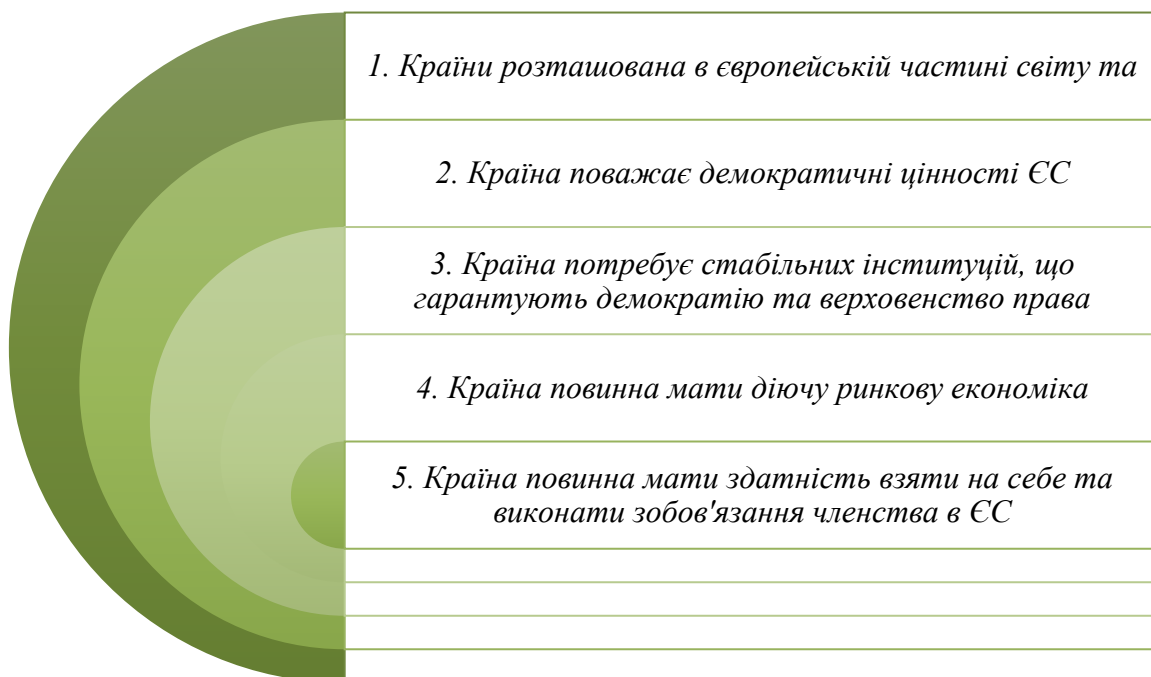 1. Країни розташована в європейській частині світу та
2. Країна поважає демократичні цінності ЄС
3. Країна потребує стабільних інституцій, що
гарантують демократію та верховенство права
4. Країна повинна мати діючу ринкову економіка
5. Країна повинна мати здатність взяти на себе та
виконати зобов'язання членства в ЄС